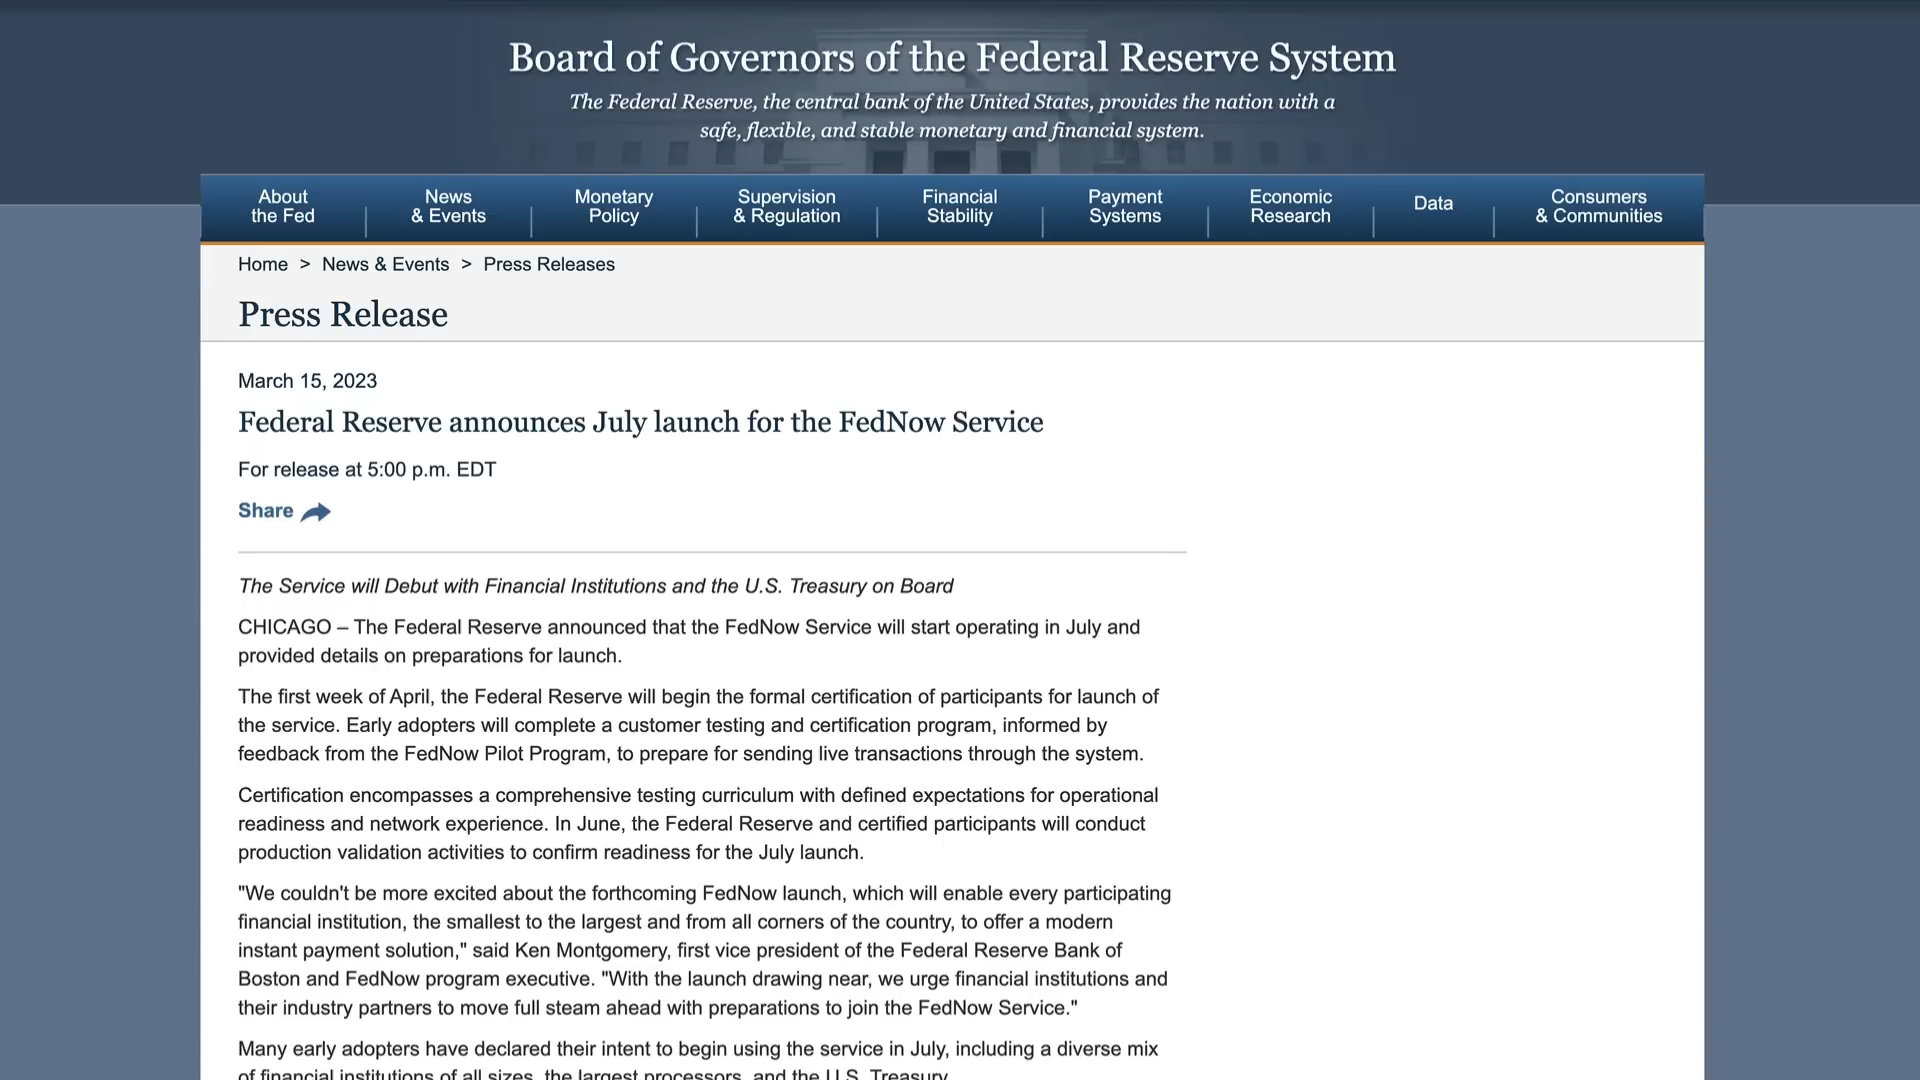 Board of Governors of the Federal Reserve System
The Federal Reserve, the central bank of the United States, provides the nation with a
safe, flexible, and stable monetary and financial system.
About
the Fed
News
& Events
Monetary
Policy
Supervision
& Regulation
Financial
Stability
Payment
Systems
Economic
Research
Data
Consumers
& Communities
Home > News & Events > Press Releases
Press Release
March 15, 2023
Federal Reserve announces July launch for the FedNow Service
For release at 5:00 p.m. EDT
Share
The Service will Debut with Financial Institutions and the U.S. Treasury on Board
CHICAGO – The Federal Reserve announced that the FedNow Service will start operating in July and
provided details on preparations for launch.
The first week of April, the Federal Reserve will begin the formal certification of participants for launch of
the service. Early adopters will complete a customer testing and certification program, informed by
feedback from the FedNow Pilot Program, to prepare for sending live transactions through the system.
Certification encompasses a comprehensive testing curriculum with defined expectations for operational
readiness and network experience. In June, the Federal Reserve and certified participants will conduct
production validation activities to confirm readiness for the July launch.
"We couldn't be more excited about the forthcoming FedNow launch, which will enable every participating
financial institution, the smallest to the largest and from all corners of the country, to offer a modern
instant payment solution," said Ken Montgomery, first vice president of the Federal Reserve Bank of
Boston and FedNow program executive. "With the launch drawing near, we urge financial institutions and
their industry partners to move full steam ahead with preparations to join the FedNow Service."
Many early adopters have declared their intent to begin using the service in July, including a diverse mix
of financial institutions of all sizes, the largest processors, and the U.S. Treasury.